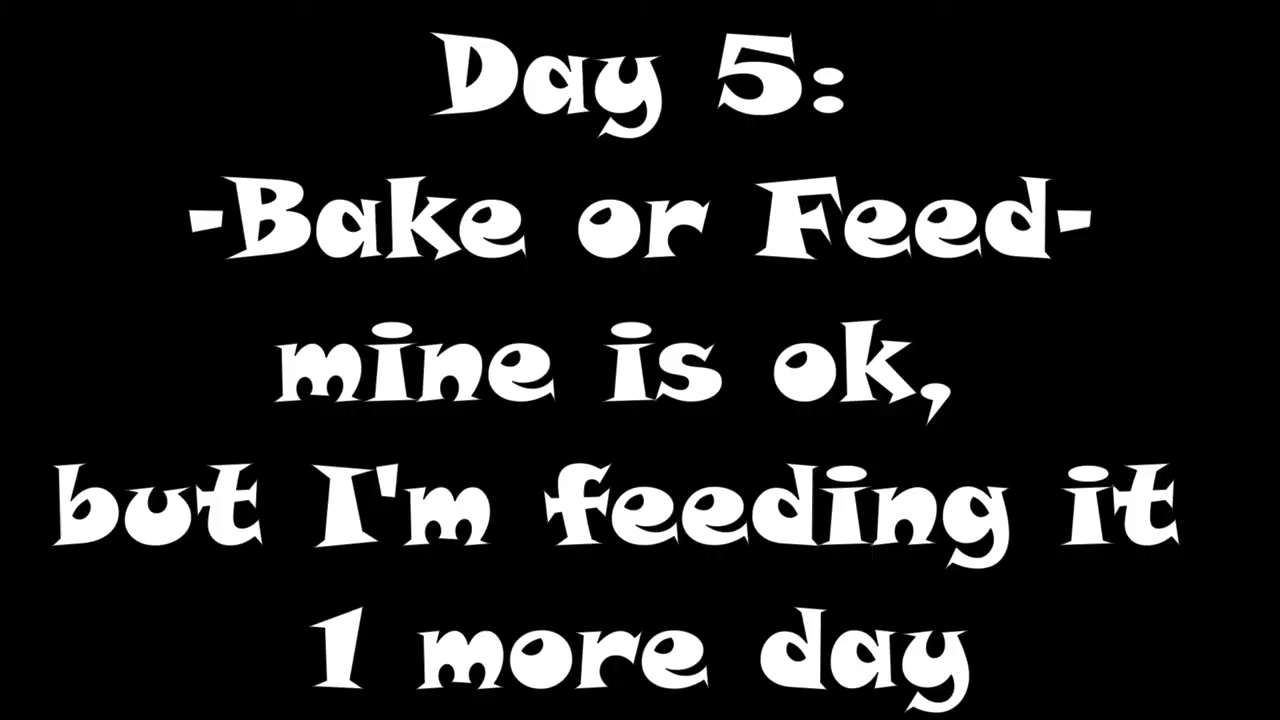 Day 5:
-Bake or Feed-
mine is ok,
but I'm feeding it
1 more day